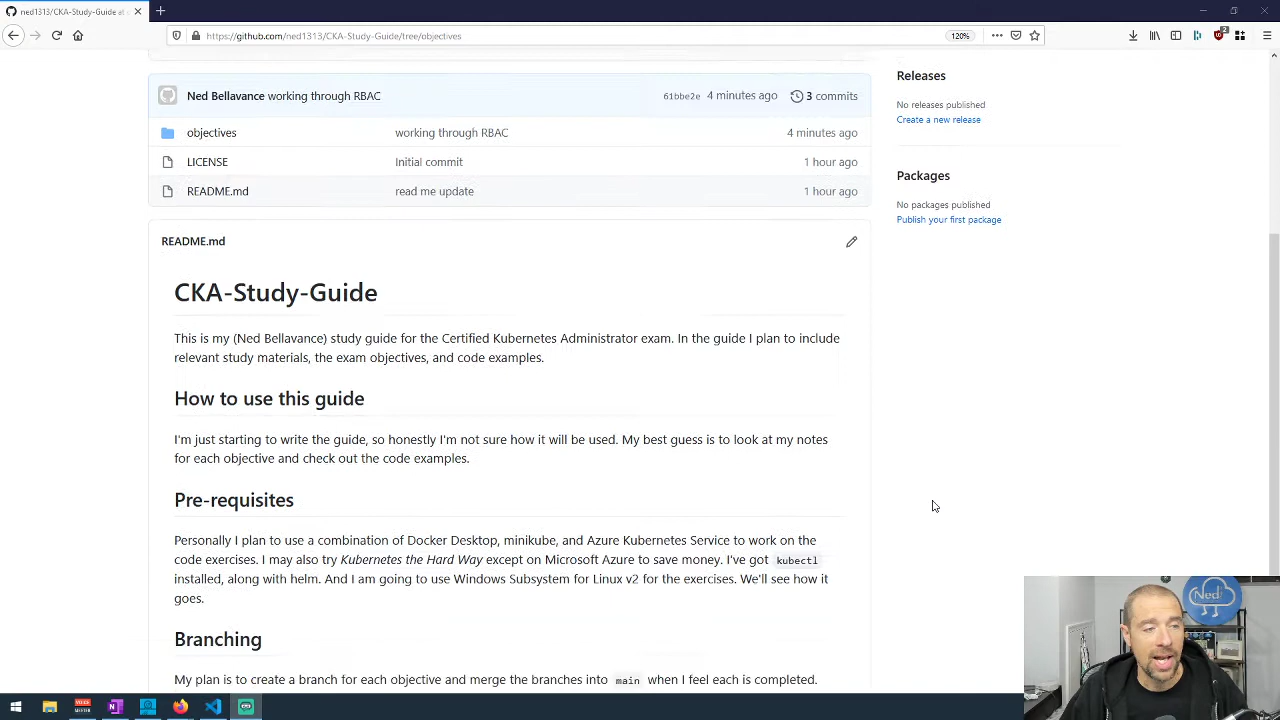 ned1313/CKA-Study-Guide at
https://github.com/ned1313/CKA-Study-Guide/tree/objectives
120%
2
Ned Bellavance working through RBAC
61bbe2e 4 minutes ago 3 commits
objectives working through RBAC 4 minutes ago
LICENSE Initial commit 1 hour ago
README.md read me update 1 hour ago
Releases
No releases published
Create a new release
Packages
No packages published
Publish your first package
README.md
CKA-Study-Guide
This is my (Ned Bellavance) study guide for the Certified Kubernetes Administrator exam. In the guide I plan to include
relevant study materials, the exam objectives, and code examples.
How to use this guide
I'm just starting to write the guide, so honestly I'm not sure how it will be used. My best guess is to look at my notes
for each objective and check out the code examples.
Pre-requisites
Personally I plan to use a combination of Docker Desktop, minikube, and Azure Kubernetes Service to work on the
code exercises. I may also try Kubernetes the Hard Way except on Microsoft Azure to save money. I've got kubectl
installed, along with helm. And I am going to use Windows Subsystem for Linux v2 for the exercises. We'll see how it
goes.
Branching
My plan is to create a branch for each objective and merge the branches into main when I feel each is completed.
Ned